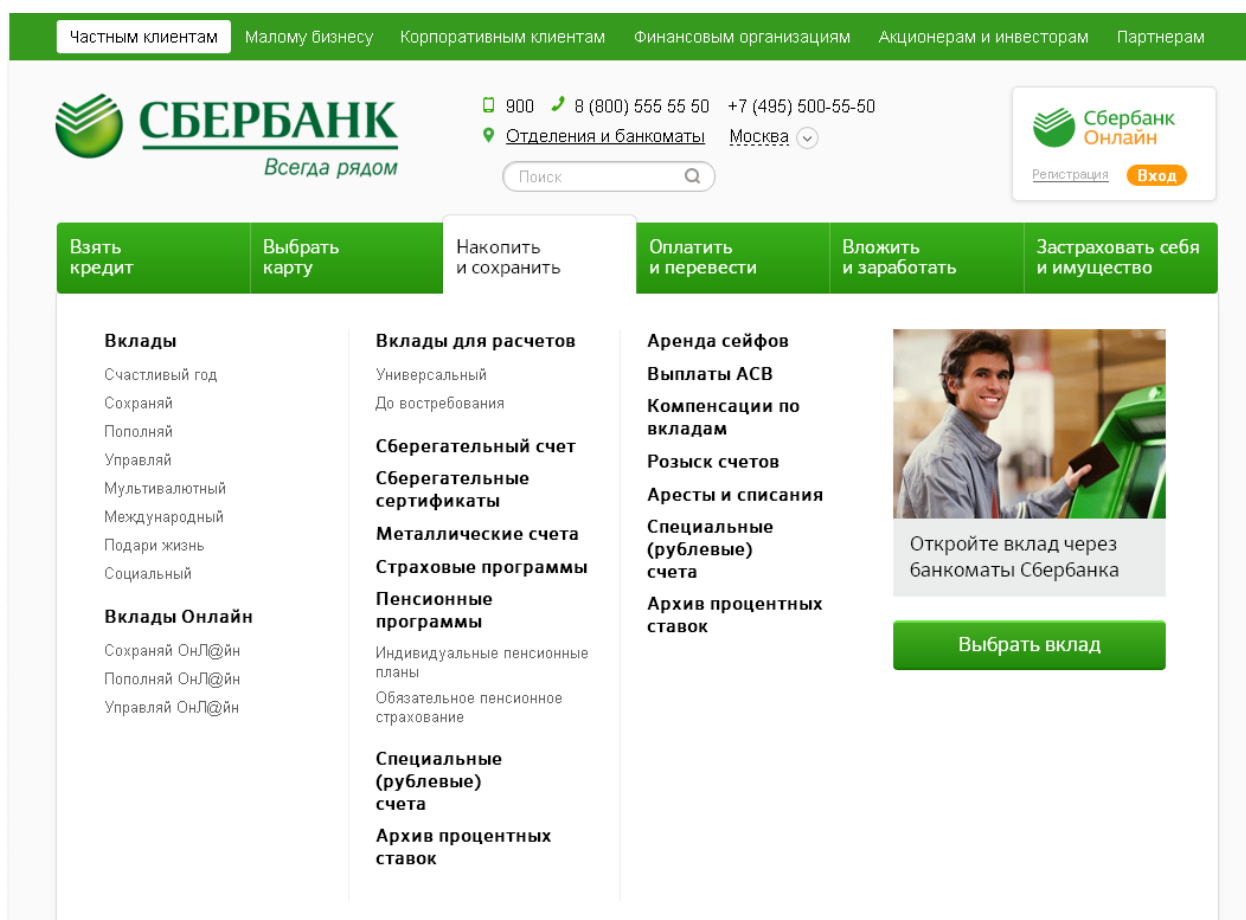 Частным клиентам
Малому бизнесу
Корпоративным клиентам
Финансовым организациям
Акционерам и инвесторам
Партнерам
СБЕРБАНК
Всегда рядом
900
8 (800) 555 55 50
+7 (495) 500-55-50
Отделения и банкоматы
Москва
Поиск
Сбербанк
Онлайн
Регистрация
Вход
Взять
кредит
Выбрать
карту
Накопить
и сохранить
Оплатить
и перевести
Вложить
и заработать
Застраховать себя
и имущество
Вклады
Счастливый год
Сохраняй
Пополняй
Управляй
Мультивалютный
Международный
Подари жизнь
Социальный
Вклады Онлайн
Сохраняй ОнЛ@йн
Пополняй ОнЛ@йн
Управляй ОнЛ@йн
Вклады для расчетов
Универсальный
До востребования
Сберегательный счет
Сберегательные
сертификаты
Металлические счета
Страховые программы
Пенсионные
программы
Индивидуальные пенсионные
планы
Обязательное пенсионное
страхование
Специальные
(рублевые)
счета
Архив процентных
ставок
Аренда сейфов
Выплаты АСВ
Компенсации по
вкладам
Розыск счетов
Аресты и списания
Специальные
(рублевые)
счета
Архив процентных
ставок
Откройте вклад через
банкоматы Сбербанка
Выбрать вклад